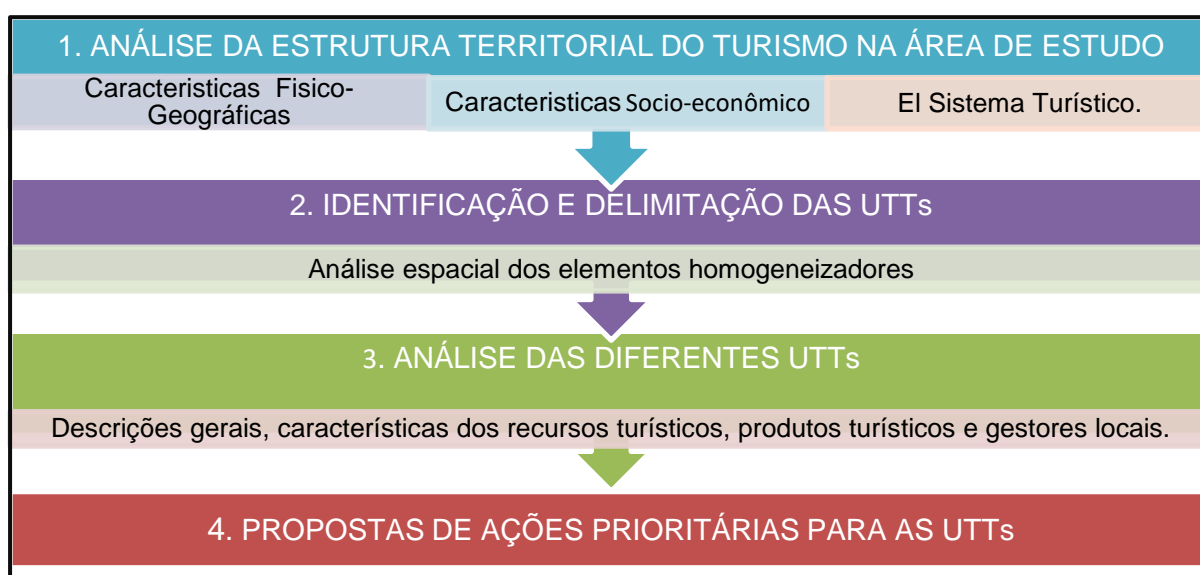 1. ANÁLISE DA ESTRUTURA TERRITORIAL DO TURISMO NA ÁREA DE ESTUDO
Caracteristicas Fisico-
Geográficas
Caracteristicas Socio-econômico
El Sistema Turístico.
2. IDENTIFICAÇÃO E DELIMITAÇÃO DAS UTTs
Análise espacial dos elementos homogeneizadores
3. ANÁLISE DAS DIFERENTES UTTs
Descrições gerais, características dos recursos turísticos, produtos turísticos e gestores locais.
4. PROPOSTAS DE AÇÕES PRIORITÁRIAS PARA AS UTTs